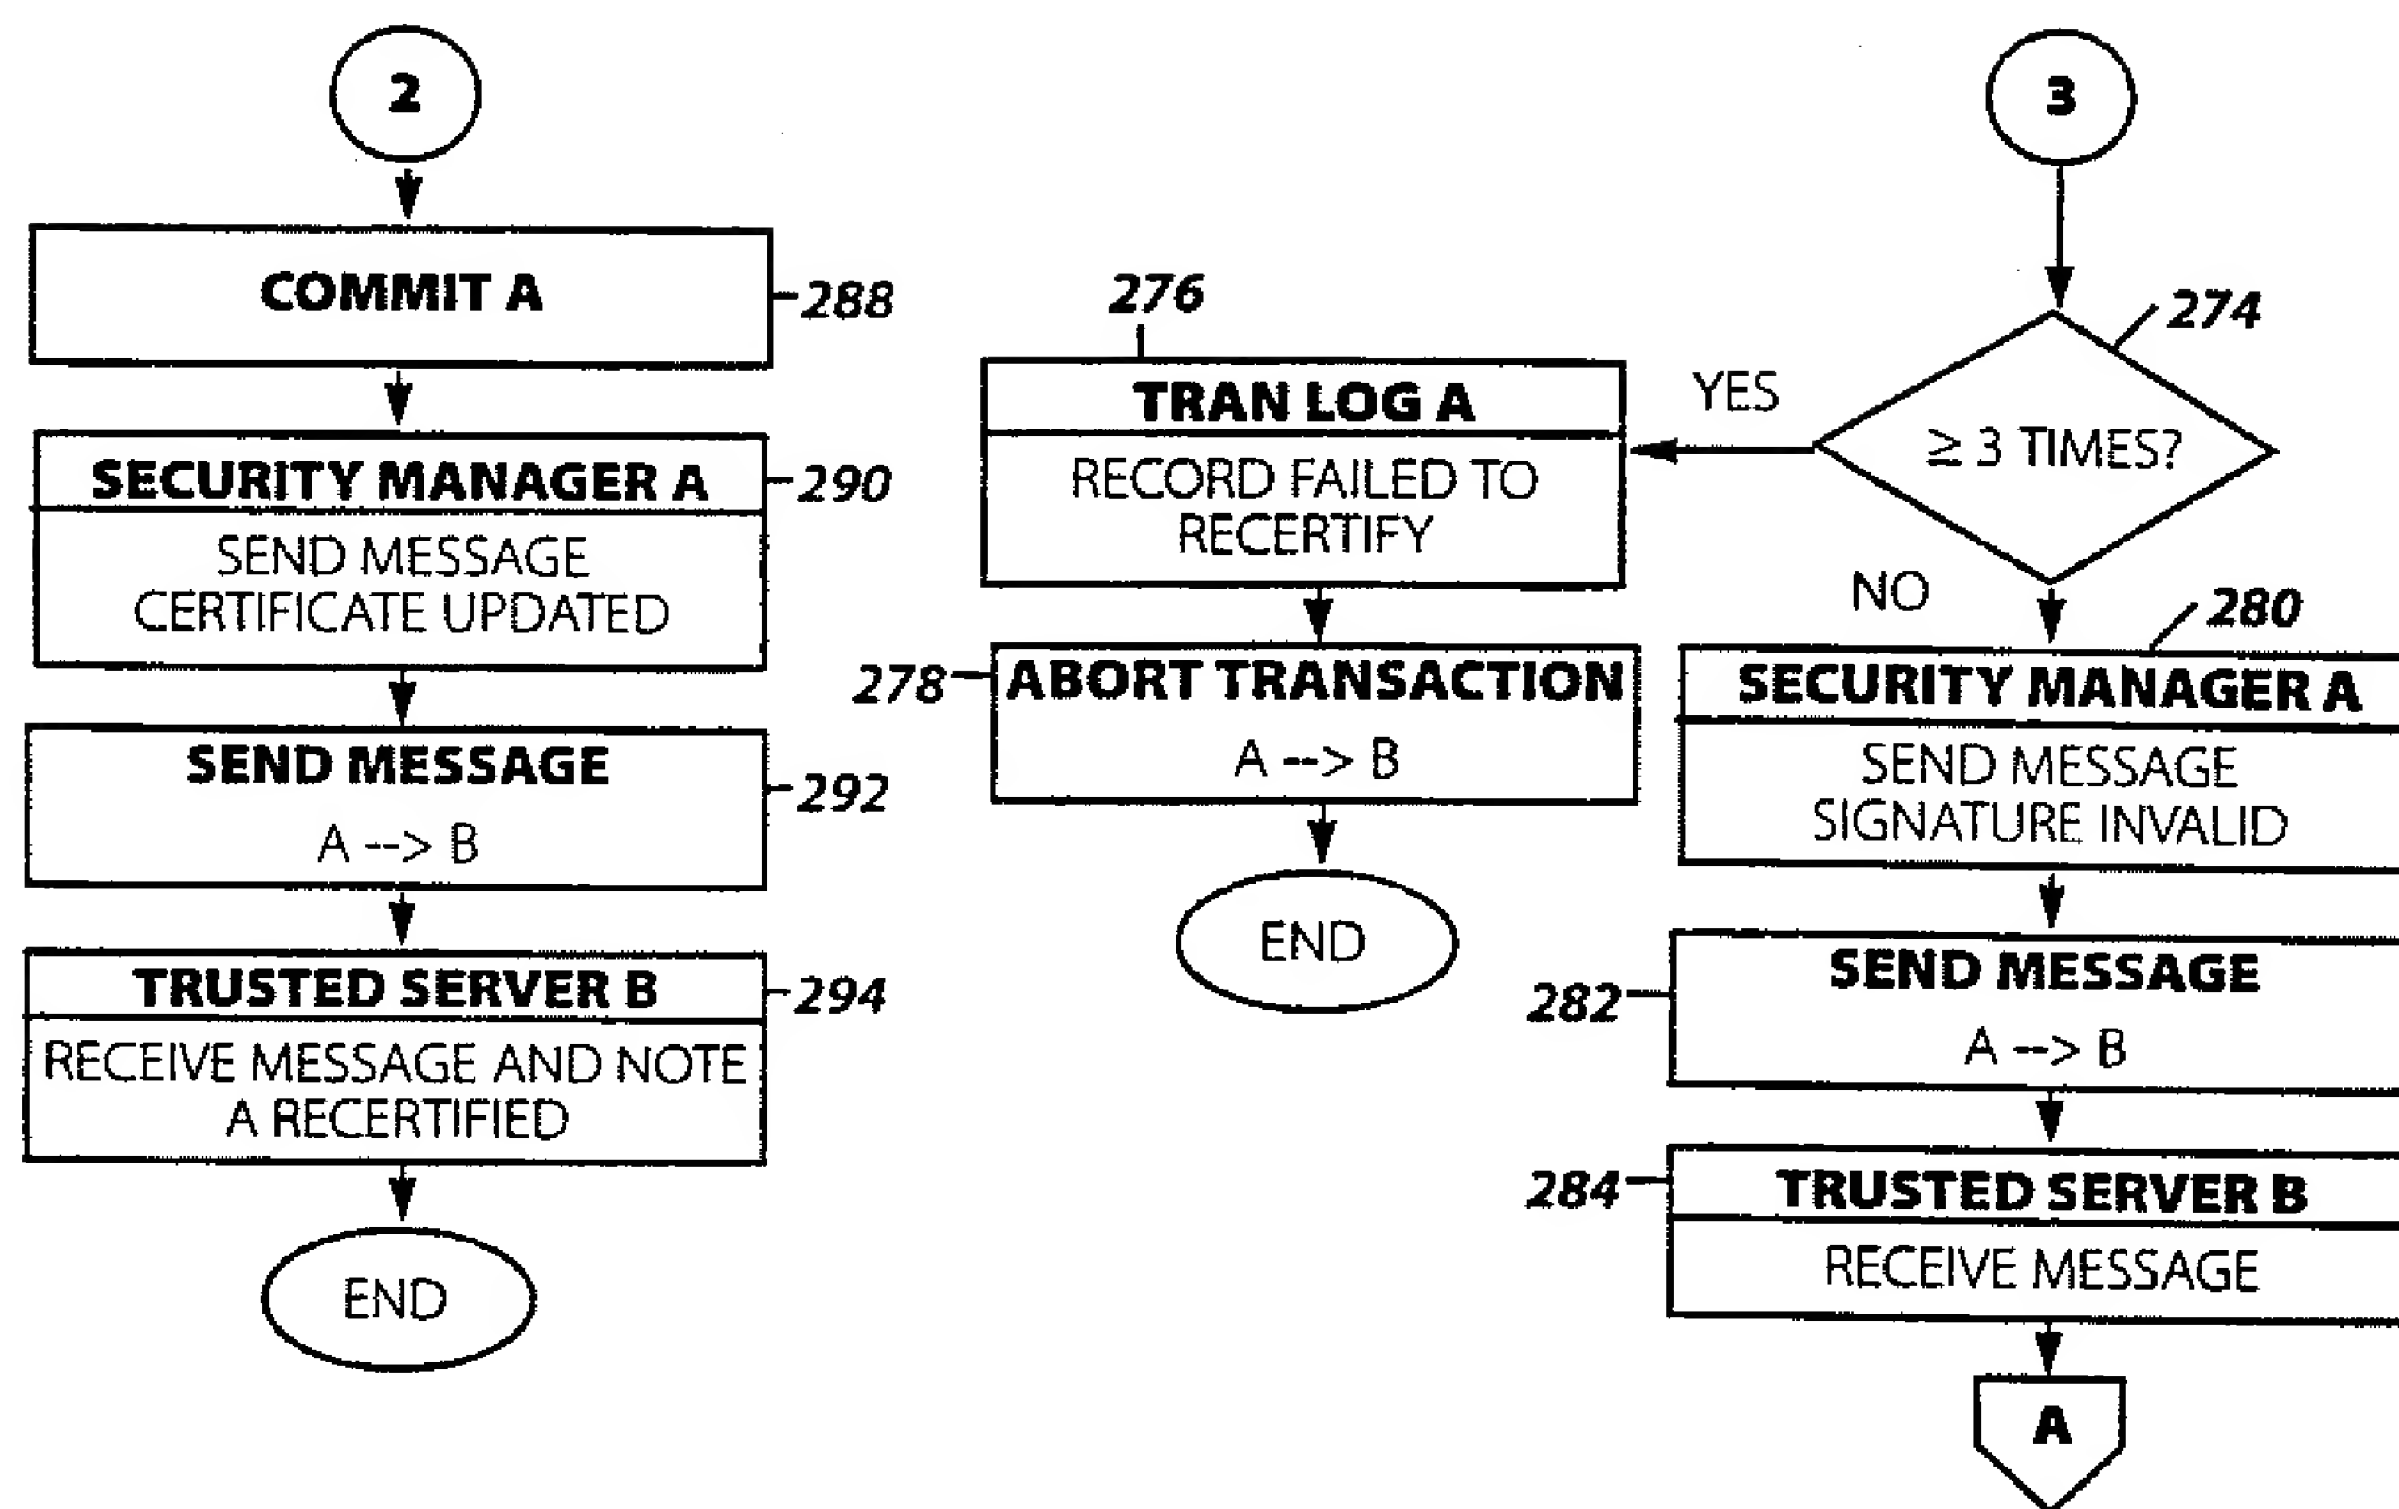 2
COMMIT A
288
SECURITY MANAGER A
290
SEND MESSAGE
CERTIFICATE UPDATED
SEND MESSAGE
292
A --> B
TRUSTED SERVER B
294
RECEIVE MESSAGE AND NOTE
A RECERTIFIED
END
276
TRAN LOG A
RECORD FAILED TO
RECERTIFY
278
ABORT TRANSACTION
A --> B
END
3
274
YES
≥ 3 TIMES?
NO
280
SECURITY MANAGER A
SEND MESSAGE
SIGNATURE INVALID
SEND MESSAGE
282
A --> B
284
TRUSTED SERVER B
RECEIVE MESSAGE
A